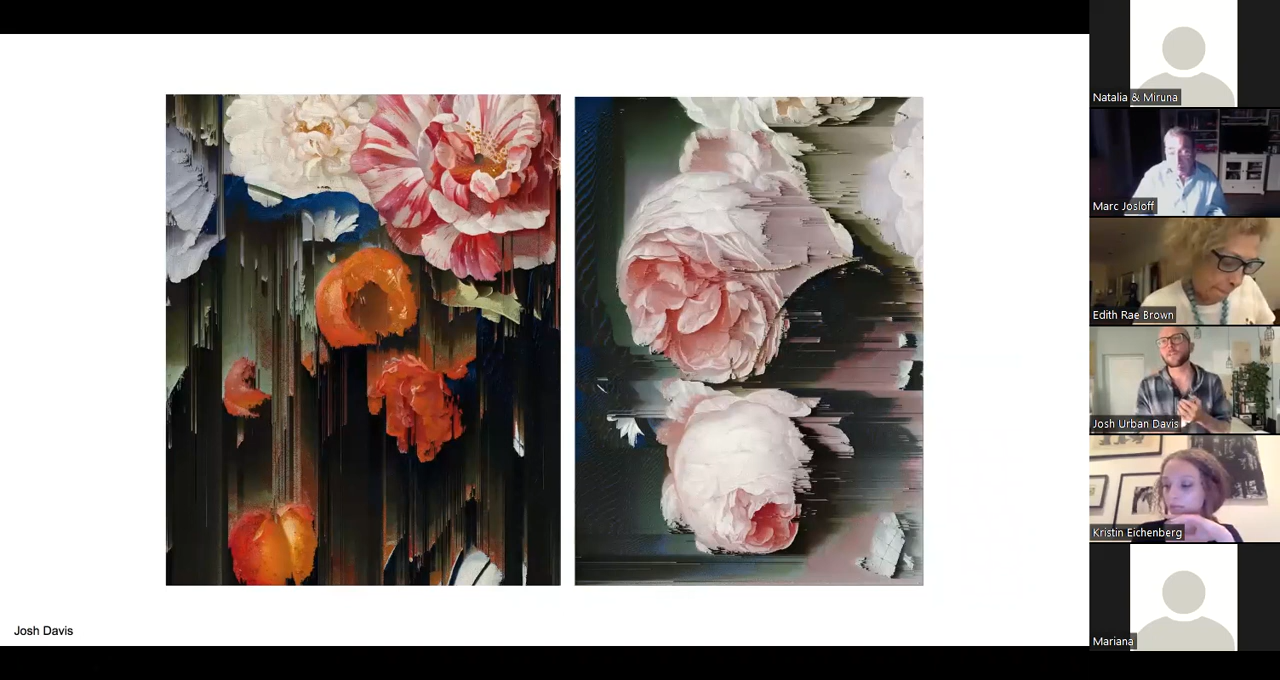 Josh Davis
Natalia & Miruna
Marc Josloff
Edith Rae Brown
Josh Urban Davis
Kristin Eichenberg
Mariana